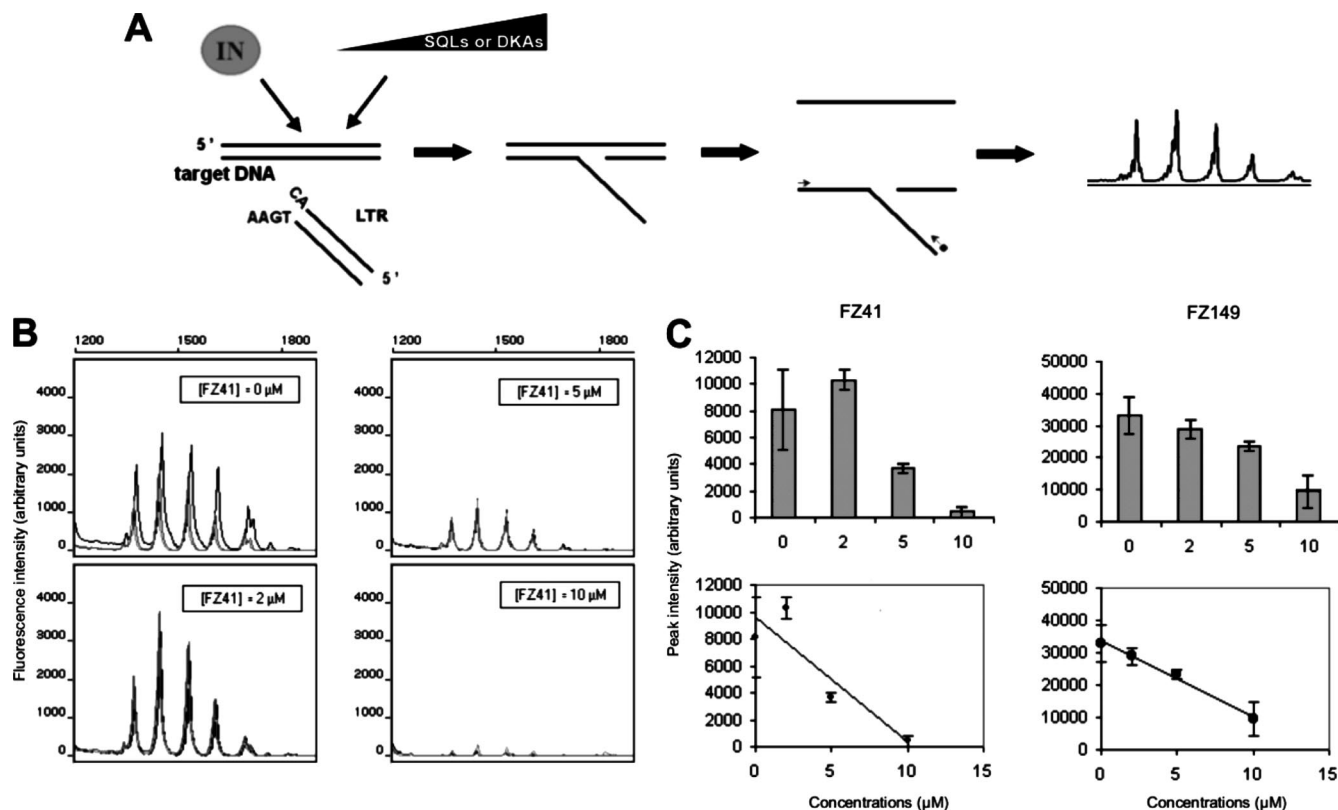 A
IN
SQLs or DKAs
5'
target DNA
CA
AAGT
LTR
5'
B
1200 1500 1800
1200 1500 1800
Fluorescence intensity (arbitrary units)
4000
3000
2000
1000
0
[FZ41] = 0 µM
4000
3000
2000
1000
0
[FZ41] = 5 µM
4000
3000
2000
1000
0
[FZ41] = 2 µM
4000
3000
2000
1000
0
[FZ41] = 10 µM
C
FZ41
FZ149
Peak intensity (arbitrary units)
12000
10000
8000
6000
4000
2000
0
0 2 5 10
50000
40000
30000
20000
10000
0
0 2 5 10
12000
10000
8000
6000
4000
2000
0
0 5 10 15
Concentrations (µM)
50000
40000
30000
20000
10000
0
0 5 10 15
Concentrations (µM)